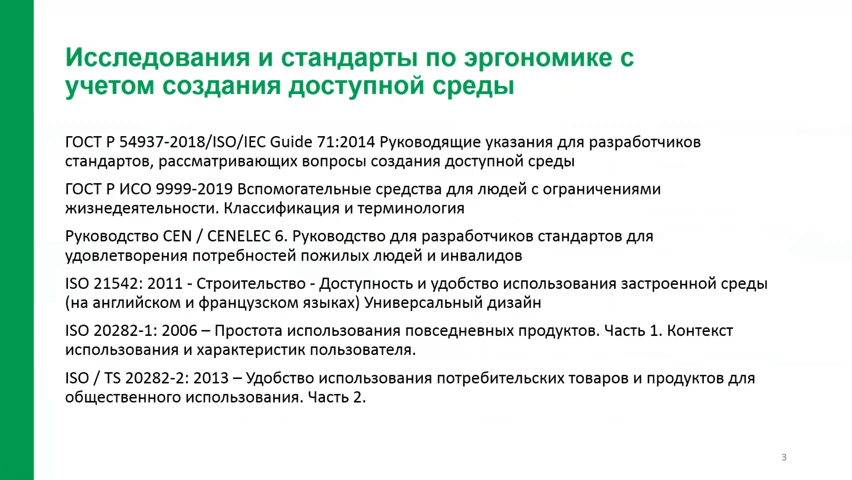 Исследования и стандарты по эргономике с
учетом создания доступной среды
ГОСТ Р 54937-2018/ISO/IEC Guide 71:2014 Руководящие указания для разработчиков
стандартов, рассматривающих вопросы создания доступной среды
ГОСТ Р ИСО 9999-2019 Вспомогательные средства для людей с ограничениями
жизнедеятельности. Классификация и терминология
Руководство CEN / CENELEC 6. Руководство для разработчиков стандартов для
удовлетворения потребностей пожилых людей и инвалидов
ISO 21542: 2011 - Строительство - Доступность и удобство использования застроенной среды
(на английском и французском языках) Универсальный дизайн
ISO 20282-1: 2006 – Простота использования повседневных продуктов. Часть 1. Контекст
использования и характеристик пользователя.
ISO / TS 20282-2: 2013 – Удобство использования потребительских товаров и продуктов для
общественного использования. Часть 2.
3